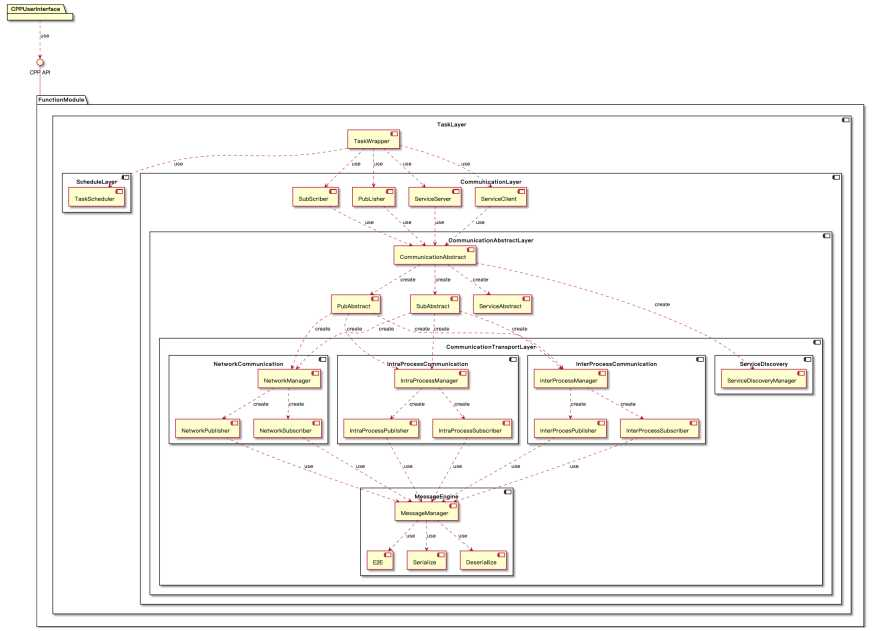 CPPUserInterface
use
CPP API
FunctionModule
TaskLayer
TaskWrapper
use
use
use
use
use
ScheduleLayer
TaskScheduler
CommunicationLayer
SubScriber
PubLisher
ServiceServer
ServiceClient
use
use
use
use
CommunicationAbstractLayer
CommunicationAbstract
create
create
create
create
PubAbstract
SubAbstract
ServiceAbstract
create
create
create
create
create
create
CommunicationTransportLayer
NetworkCommunication
IntraProcessCommunication
InterProcessCommunication
ServiceDiscovery
NetworkManager
IntraProcessManager
InterProcessManager
ServiceDiscoveryManager
create
create
create
create
create
create
NetworkPublisher
NetworkSubscriber
IntraProcessPublisher
IntraProcessSubscriber
InterProcesPublisher
InterProcessSubscriber
use
use
use
use
use
use
MessageEngine
MessageManager
use
use
use
E2E
Serialize
Deserialize